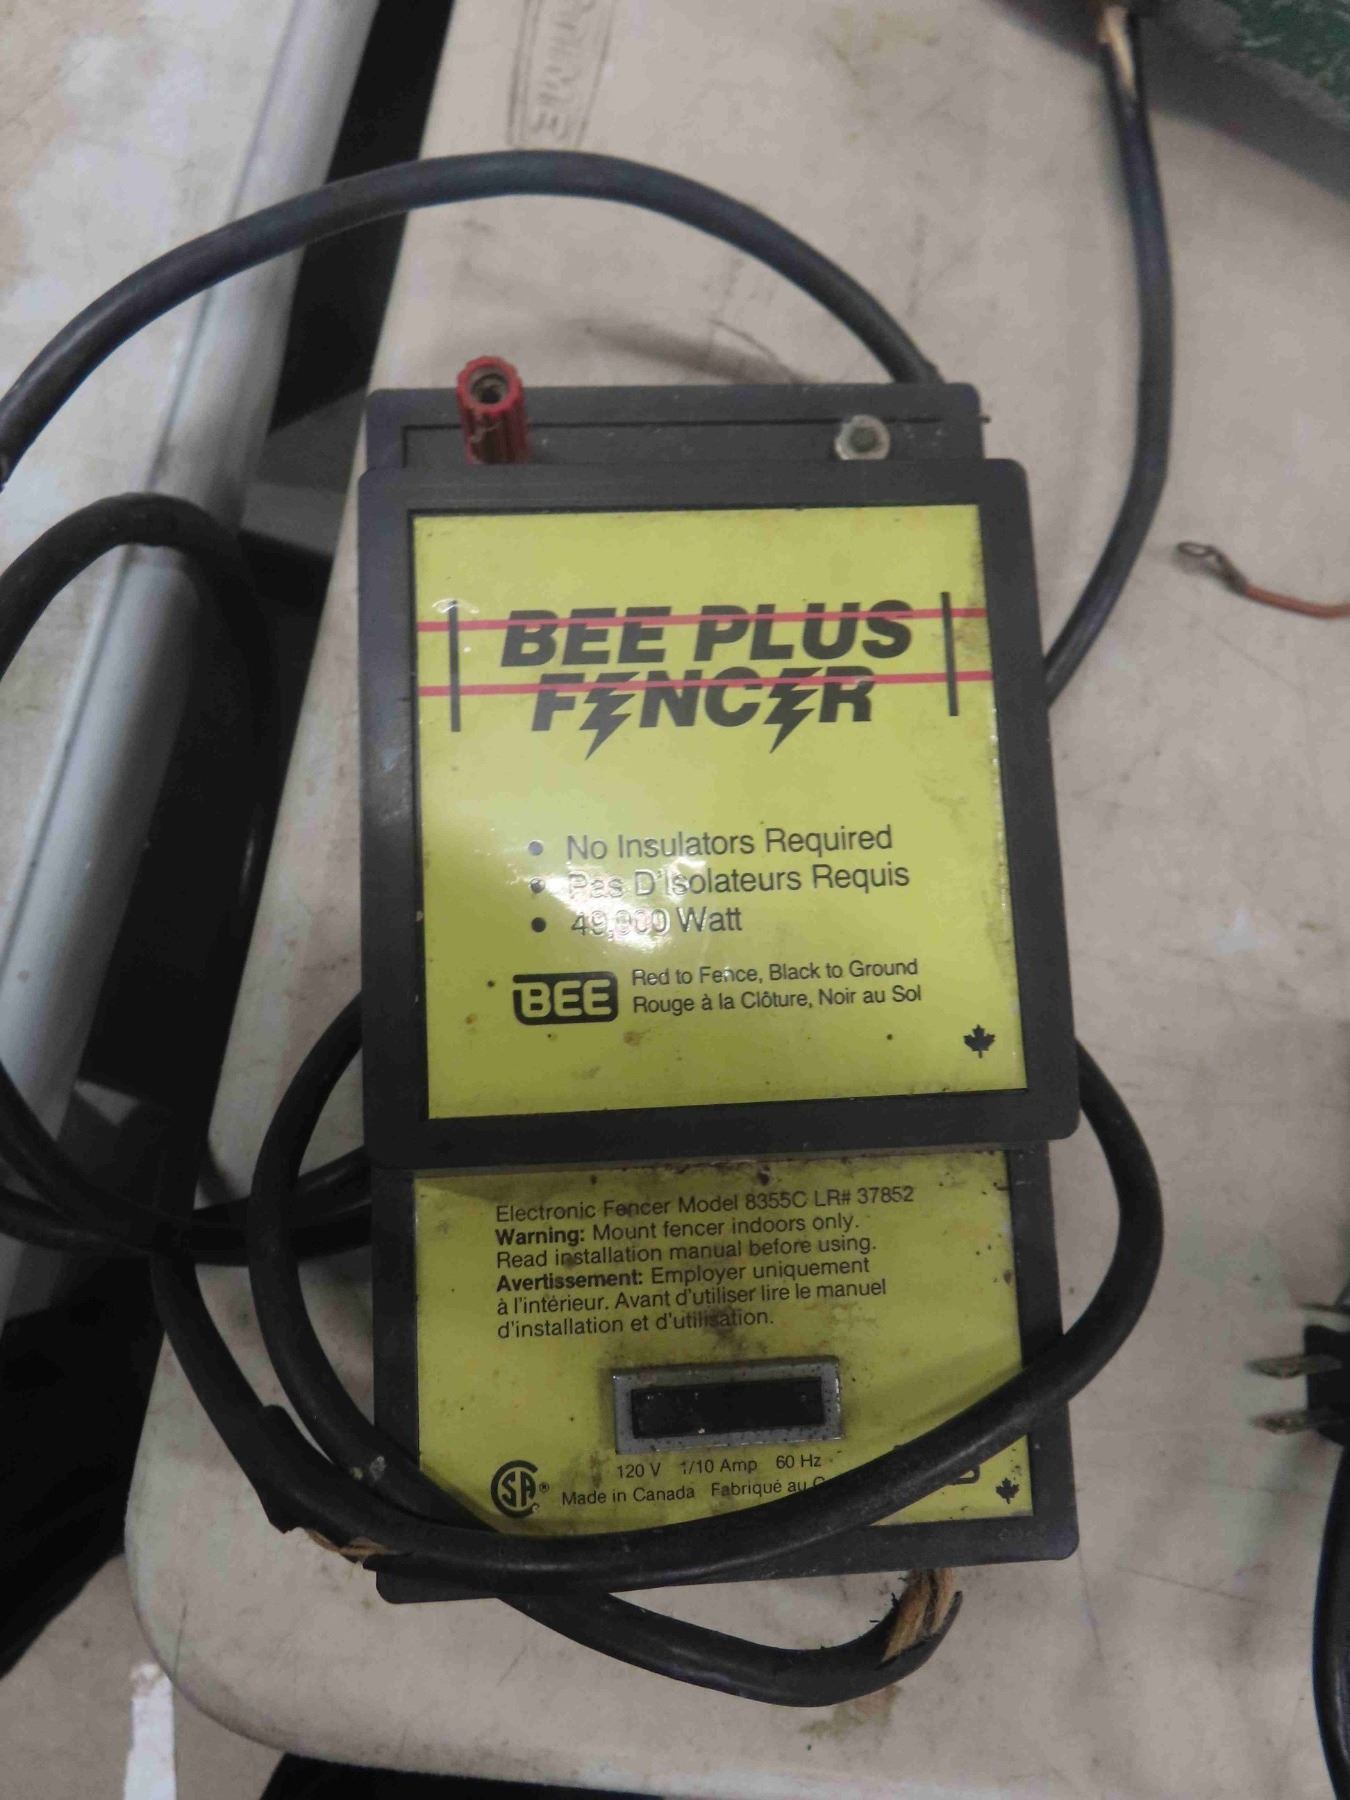 BEE PLUS
FENCER
• No Insulators Required
• Pas D'Isolateurs Requis
• 49,000 Watt
BEE
Red to Fence, Black to Ground
Rouge à la Clôture, Noir au Sol
Electronic Fencer Model 8355C LR# 37852
Warning: Mount fencer indoors only.
Read installation manual before using.
Avertissement: Employer uniquement
à l'intérieur. Avant d'utiliser lire le manuel
d'installation et d'utilisation.
CSA®
120 V 1/10 Amp 60 Hz
Made in Canada Fabriqué au